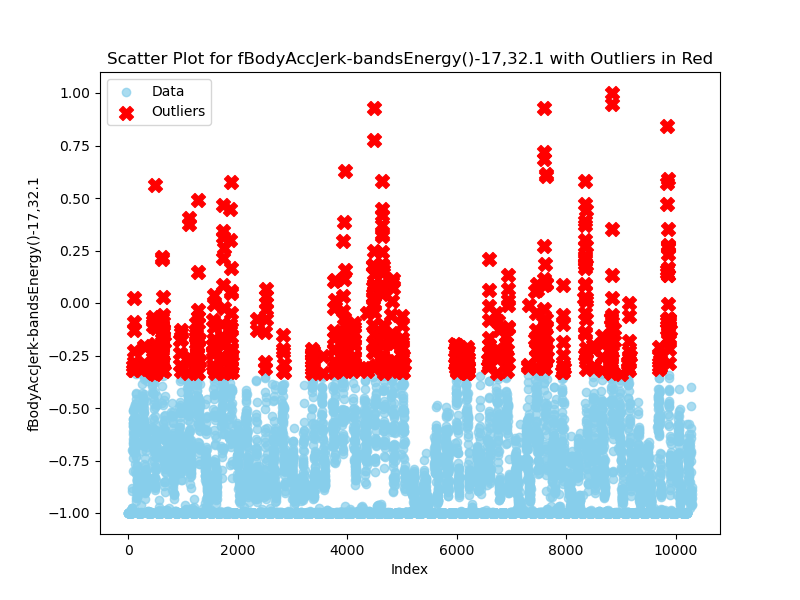 Scatter Plot for fBodyAccJerk-bandsEnergy()-17,32.1 with Outliers in Red
Data
Outliers
fBodyAccJerk-bandsEnergy()-17,32.1
1.00
0.75
0.50
0.25
0.00
−0.25
−0.50
−0.75
−1.00
0 2000 4000 6000 8000 10000
Index